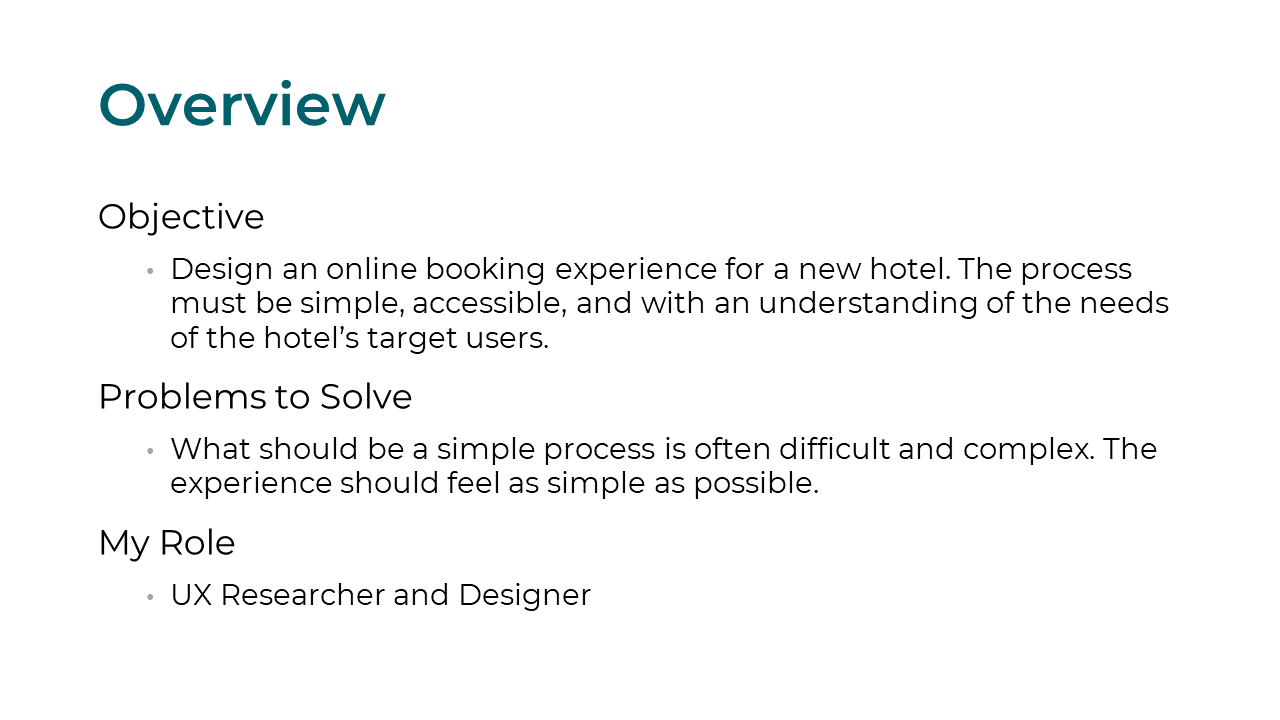 Overview
Objective
• Design an online booking experience for a new hotel. The process
must be simple, accessible, and with an understanding of the needs
of the hotel’s target users.
Problems to Solve
• What should be a simple process is often difficult and complex. The
experience should feel as simple as possible.
My Role
• UX Researcher and Designer